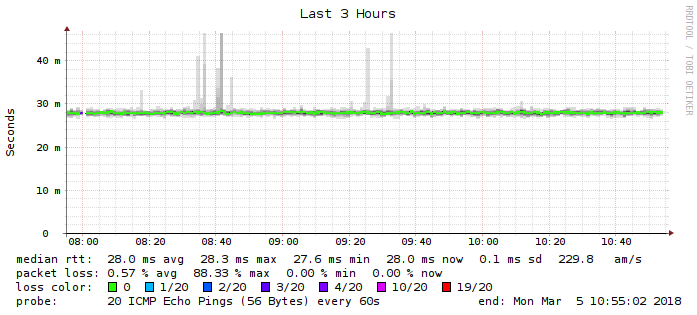 Last 3 Hours
RRDTOOL / TOBI OETIKER
Seconds
40 m
30 m
20 m
10 m
0
08:00 08:20 08:40 09:00 09:20 09:40 10:00 10:20 10:40
median rtt: 28.0 ms avg 28.3 ms max 27.6 ms min 28.0 ms now 0.1 ms sd 229.8 am/s
packet loss: 0.57 % avg 88.33 % max 0.00 % min 0.00 % now
loss color: 0 1/20 2/20 3/20 4/20 10/20 19/20
probe: 20 ICMP Echo Pings (56 Bytes) every 60s end: Mon Mar 5 10:55:02 2018